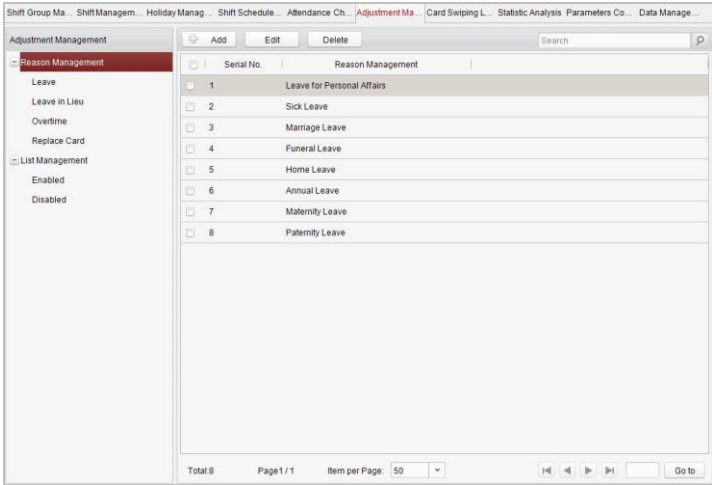 Shift Group Ma... Shift Managem... Holiday Manag... Shift Schedule... Attendance Ch... Adjustment Ma... Card Swiping L... Statistic Analysis Parameters Co... Data Manage...
Adjustment Management
Add Edit Delete Search
Reason Management
Leave
Leave in Lieu
Overtime
Replace Card
List Management
Enabled
Disabled
Serial No. Reason Management
1 Leave for Personal Affairs
2 Sick Leave
3 Marriage Leave
4 Funeral Leave
5 Home Leave
6 Annual Leave
7 Maternity Leave
8 Paternity Leave
Total:8 Page1 / 1 Item per Page: 50 Go to